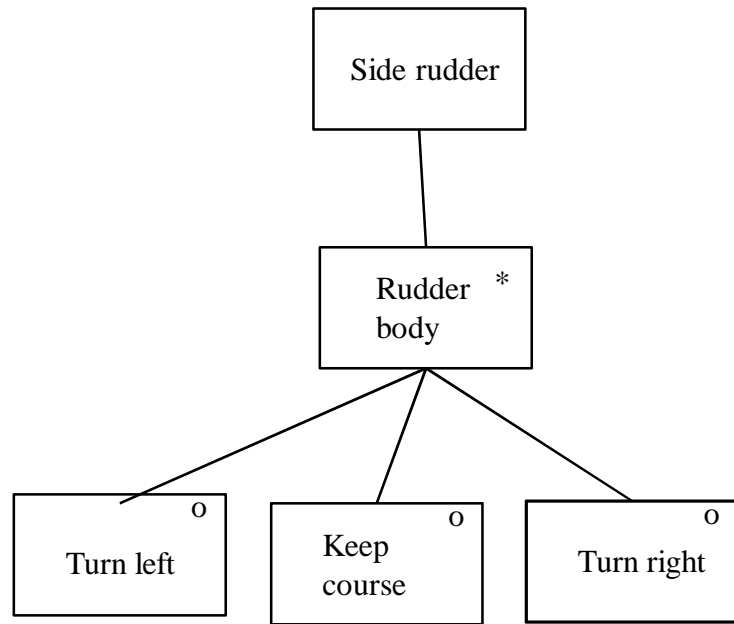 Side rudder
Rudder *
body
o
o
o
Turn left
Keep
course
Turn right